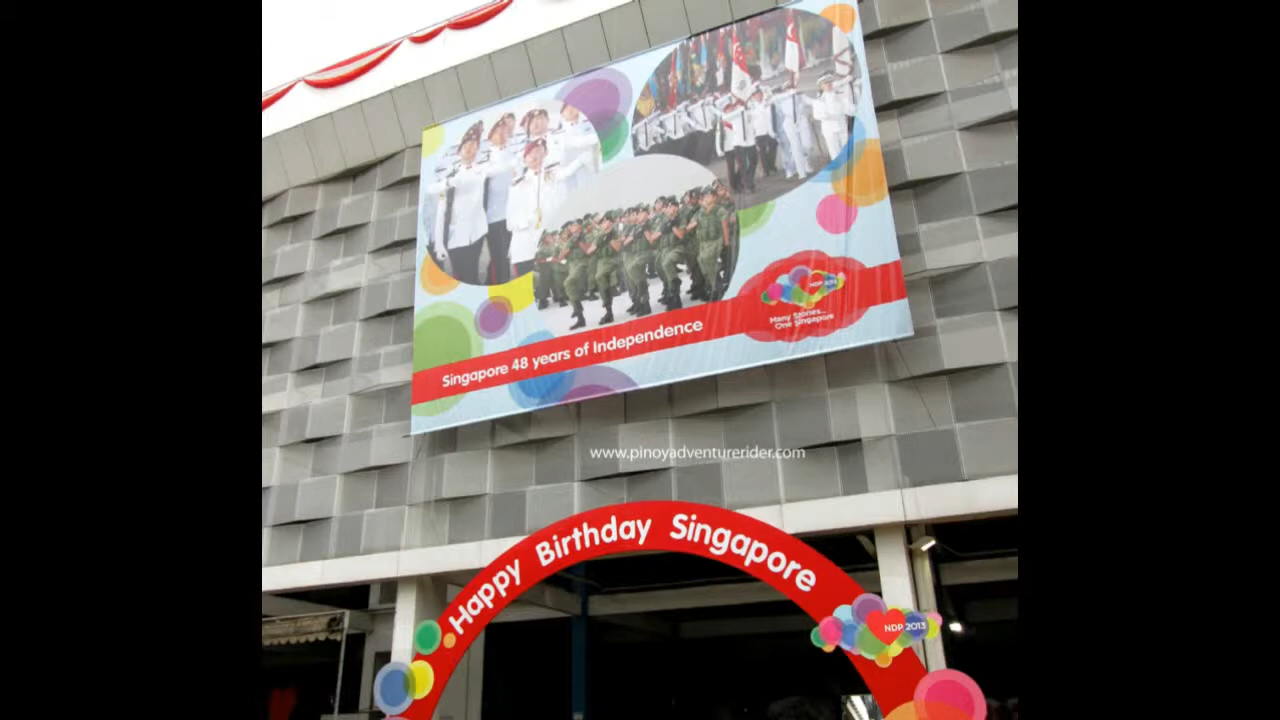 NDP 2013
Many Stories...
One Singapore
Singapore 48 years of Independence
www.pinoyadventurerider.com
Happy Birthday Singapore
NDP 2013